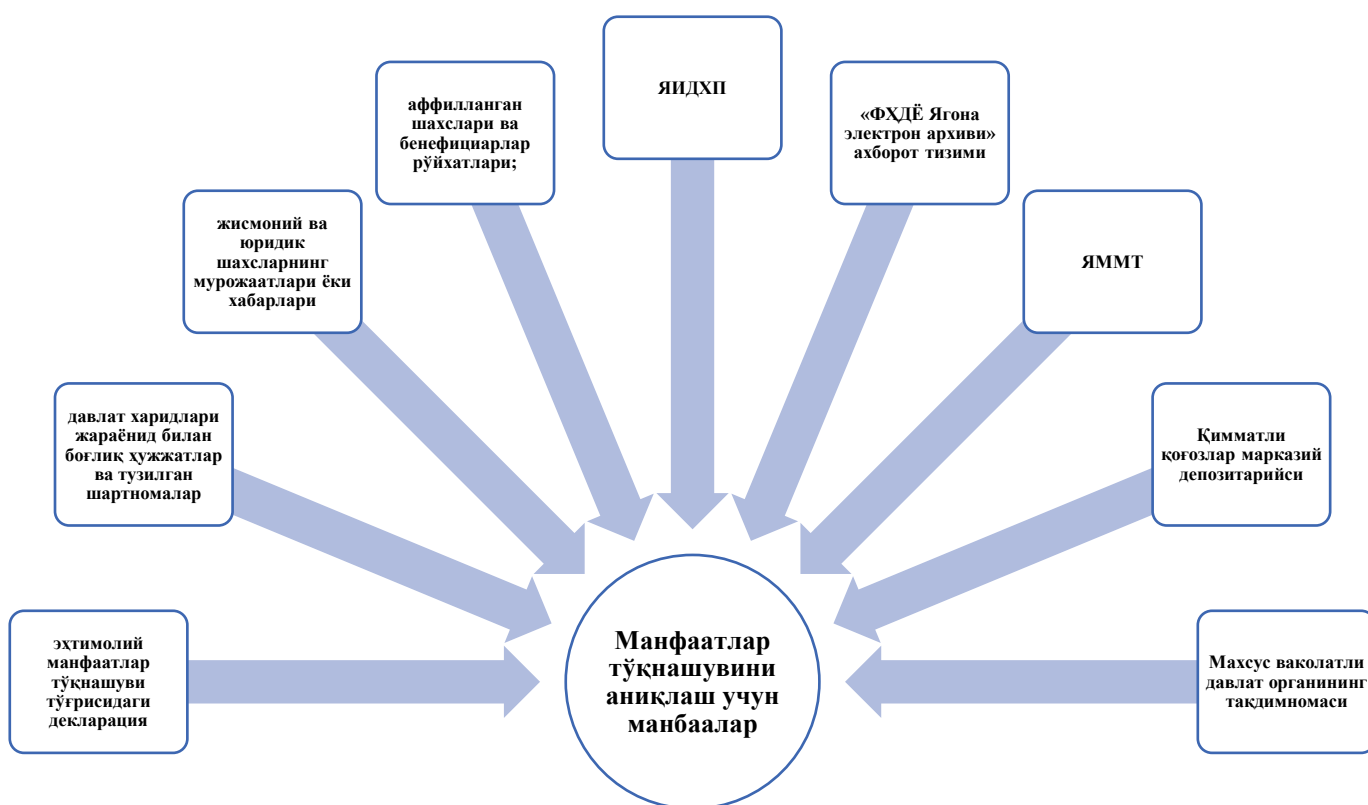 ЯИДХП
аффилланган
шахслари ва
бенефициарлар
рўйхатлари;
«ФҲДЁ Ягона
электрон архиви»
ахборот тизими
жисмоний ва
юридик
шахсларнинг
мурожаатлари ёки
хабарлари
ЯММТ
давлат харидлари
жараёнид билан
боғлиқ ҳужжатлар
ва тузилган
шартномалар
Қимматли
қоғозлар марказий
депозитарийси
эҳтимолий
манфаатлар
тўқнашуви
тўғрисидаги
декларация
Манфаатлар
тўқнашувини
аниқлаш учун
манбаалар
Махсус ваколатли
давлат органининг
тақдимномаси